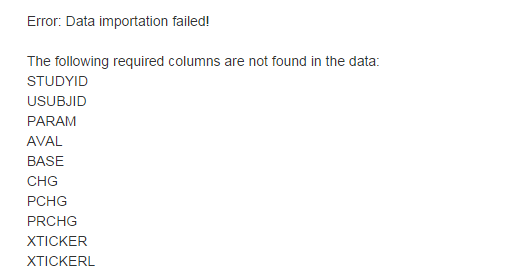 Error: Data importation failed!
The following required columns are not found in the data:
STUDYID
USUBJID
PARAM
AVAL
BASE
CHG
PCHG
PRCHG
XTICKER
XTICKERL